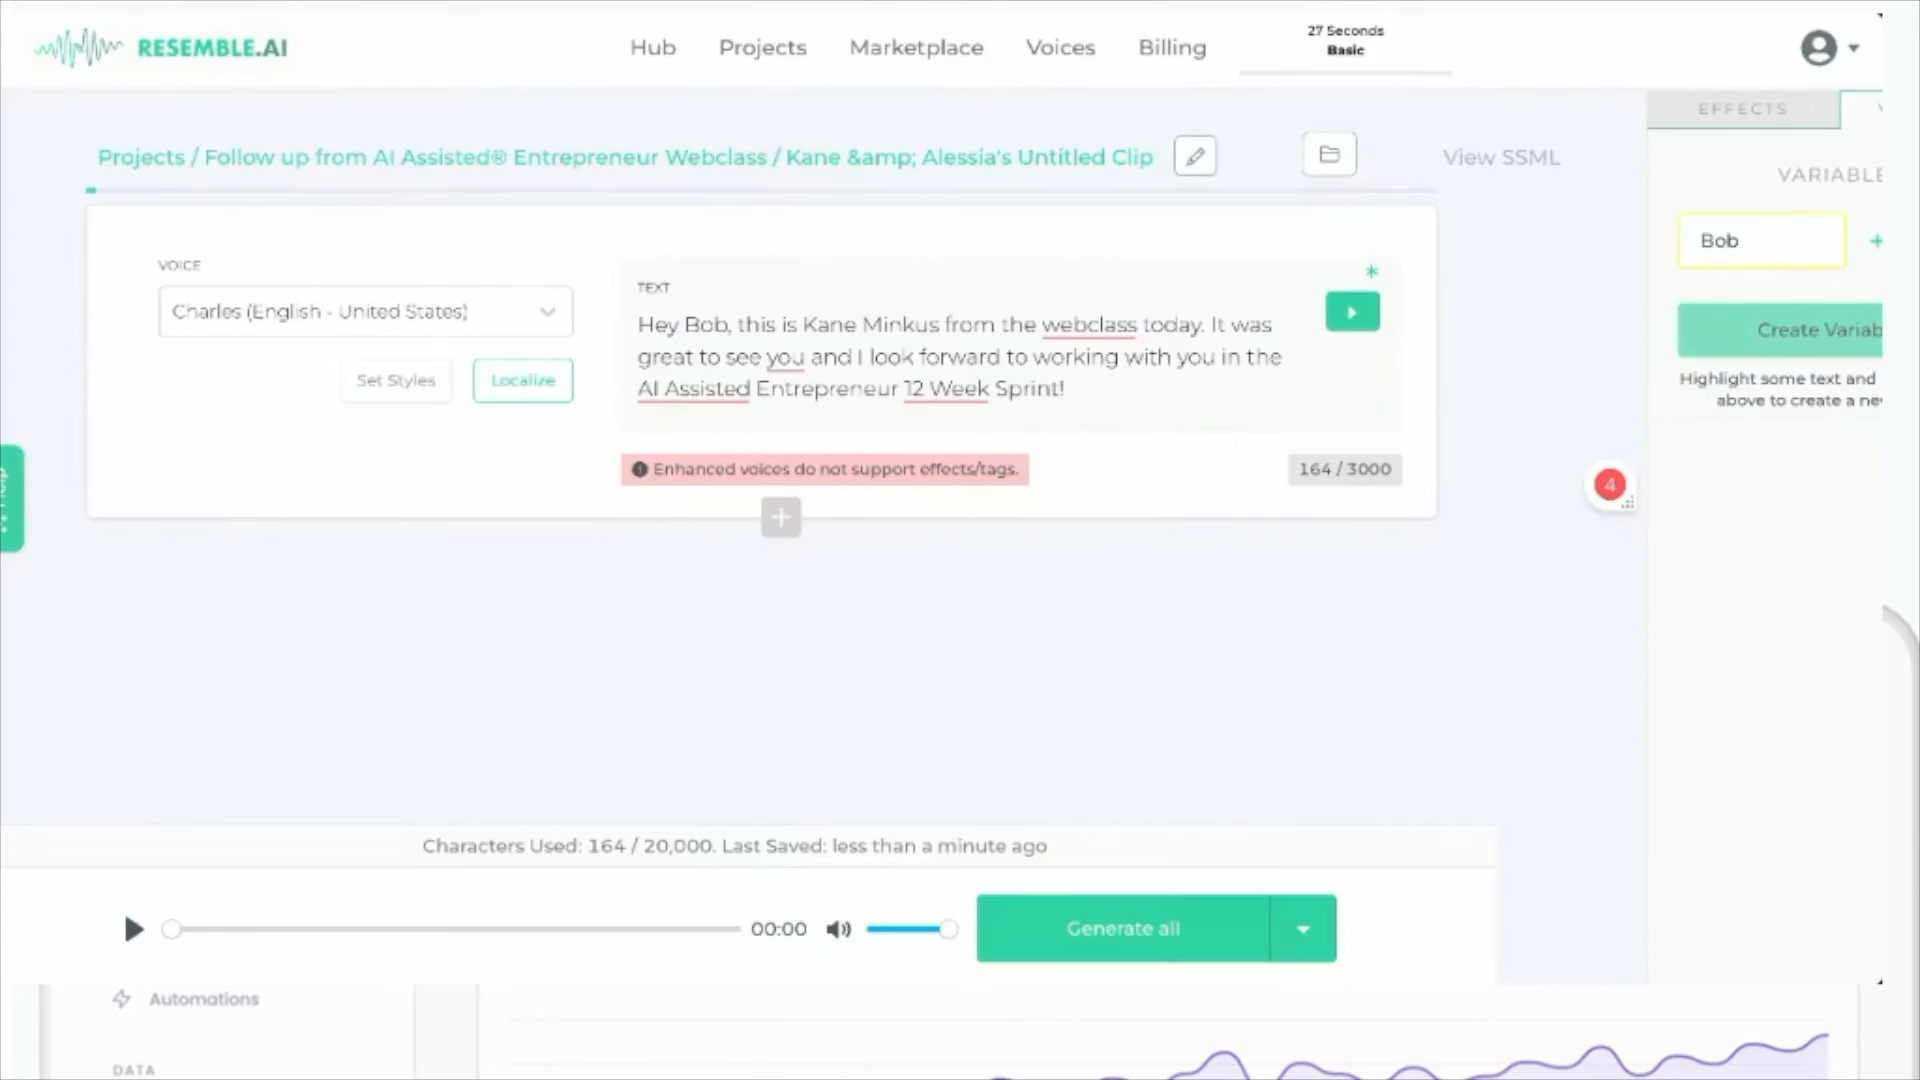 RESEMBLE.AI
Hub
Projects
Marketplace
Voices
Billing
27 Seconds
Basic
EFFECTS
Projects / Follow up from AI Assisted® Entrepreneur Webclass / Kane &amp; Alessia's Untitled Clip
View SSML
VARIABLE
Bob
+
VOICE
Charles (English - United States)
Set Styles
Localize
TEXT
*
Hey Bob, this is Kane Minkus from the webclass today. It was
great to see you and I look forward to working with you in the
AI Assisted Entrepreneur 12 Week Sprint!
Enhanced voices do not support effects/tags.
164 / 3000
+
Create Variab
Highlight some text and
above to create a ne
4
Characters Used: 164 / 20,000. Last Saved: less than a minute ago
00:00
Generate all
Automations
DATA